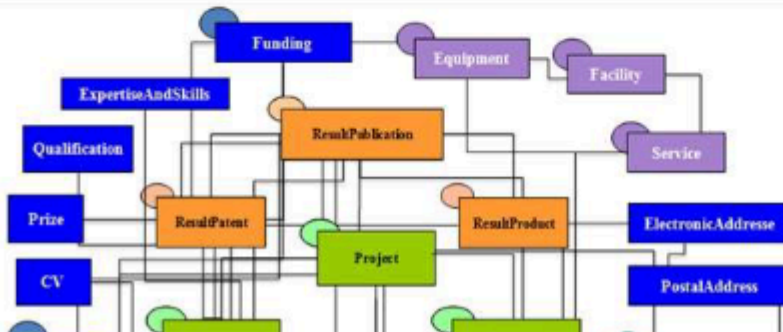 Funding
Equipment
Facility
ExpertiseAndSkills
ResultPublication
Qualification
Service
Prize
ResultPatent
ResultProduct
ElectronicAddresse
Project
CV
PostalAddress